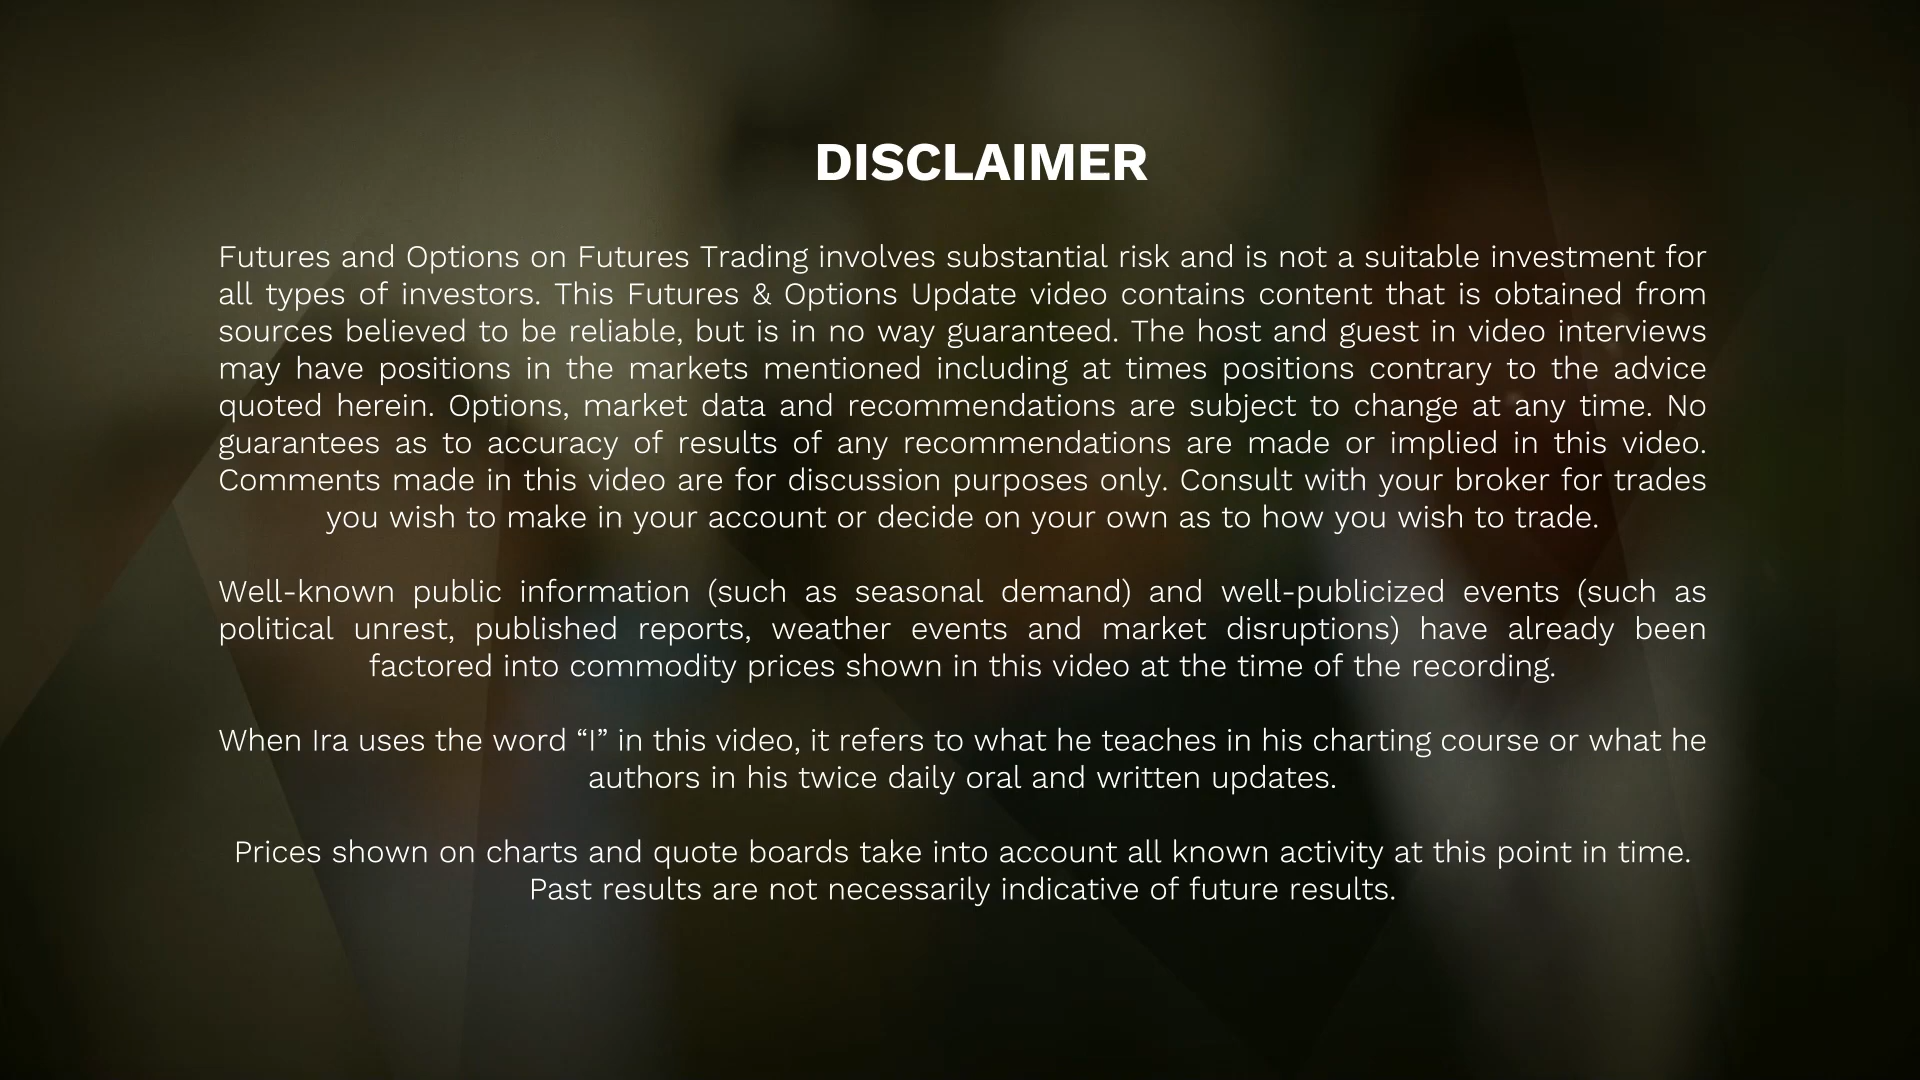 DISCLAIMER
Futures and Options on Futures Trading involves substantial risk and is not a suitable investment for
all types of investors. This Futures & Options Update video contains content that is obtained from
sources believed to be reliable, but is in no way guaranteed. The host and guest in video interviews
may have positions in the markets mentioned including at times positions contrary to the advice
quoted herein. Options, market data and recommendations are subject to change at any time. No
guarantees as to accuracy of results of any recommendations are made or implied in this video.
Comments made in this video are for discussion purposes only. Consult with your broker for trades
you wish to make in your account or decide on your own as to how you wish to trade.
Well-known public information (such as seasonal demand) and well-publicized events (such as
political unrest, published reports, weather events and market disruptions) have already been
factored into commodity prices shown in this video at the time of the recording.
When Ira uses the word “I” in this video, it refers to what he teaches in his charting course or what he
authors in his twice daily oral and written updates.
Prices shown on charts and quote boards take into account all known activity at this point in time.
Past results are not necessarily indicative of future results.